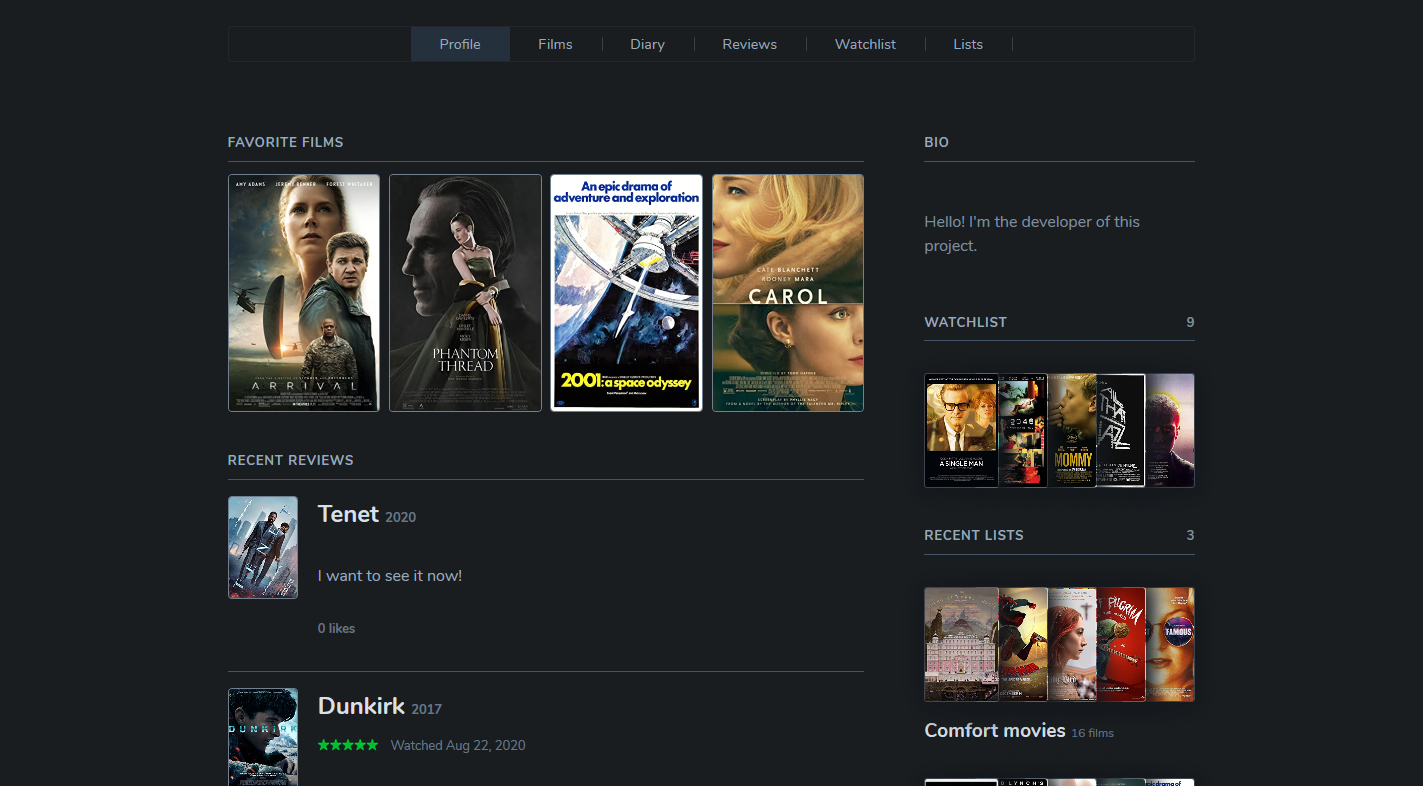 Profile
Films
Diary
Reviews
Watchlist
Lists
FAVORITE FILMS
AMY ADAMS JEREMY RENNER FOREST WHITAKER
ARRIVAL
PHANTOM
THREAD
An epic drama of
adventure and exploration
2001: a space odyssey
CATE BLANCHETT
ROONEY MARA
CAROL
RECENT REVIEWS
Tenet 2020
I want to see it now!
0 likes
DUNKIRK
Dunkirk 2017
Watched Aug 22, 2020
BIO
Hello! I'm the developer of this
project.
WATCHLIST 9
A SINGLE MAN
2046
MOMMY
RECENT LISTS 3
PILGRIM
FAMOUS
Comfort movies 16 films